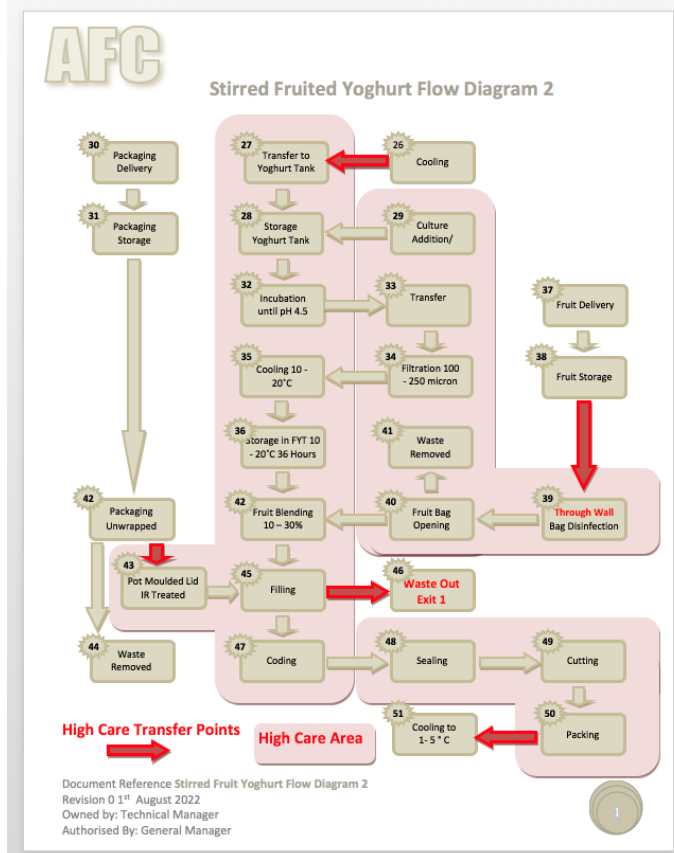 AFC
Stirred Fruited Yoghurt Flow Diagram 2
30
Packaging
Delivery
27
Transfer to
Yoghurt Tank
26
Cooling
31
Packaging
Storage
28
Storage
Yoghurt Tank
29
Culture
Addition/
32
Incubation
until pH 4.5
33
Transfer
37
Fruit Delivery
35
Cooling 10 -
20˚C
34
Filtration 100
- 250 micron
38
Fruit Storage
36
Storage in FYT 10
- 20˚C 36 Hours
41
Waste
Removed
42
Packaging
Unwrapped
42
Fruit Blending
10 – 30%
40
Fruit Bag
Opening
39
Through Wall
Bag Disinfection
43
Pot Moulded Lid
IR Treated
45
Filling
46
Waste Out
Exit 1
44
Waste
Removed
47
Coding
48
Sealing
49
Cutting
51
Cooling to
1- 5 ° C
50
Packing
High Care Transfer Points
High Care Area
Document Reference Stirred Fruit Yoghurt Flow Diagram 2
Revision 0 1st August 2022
Owned by: Technical Manager
Authorised By: General Manager
1